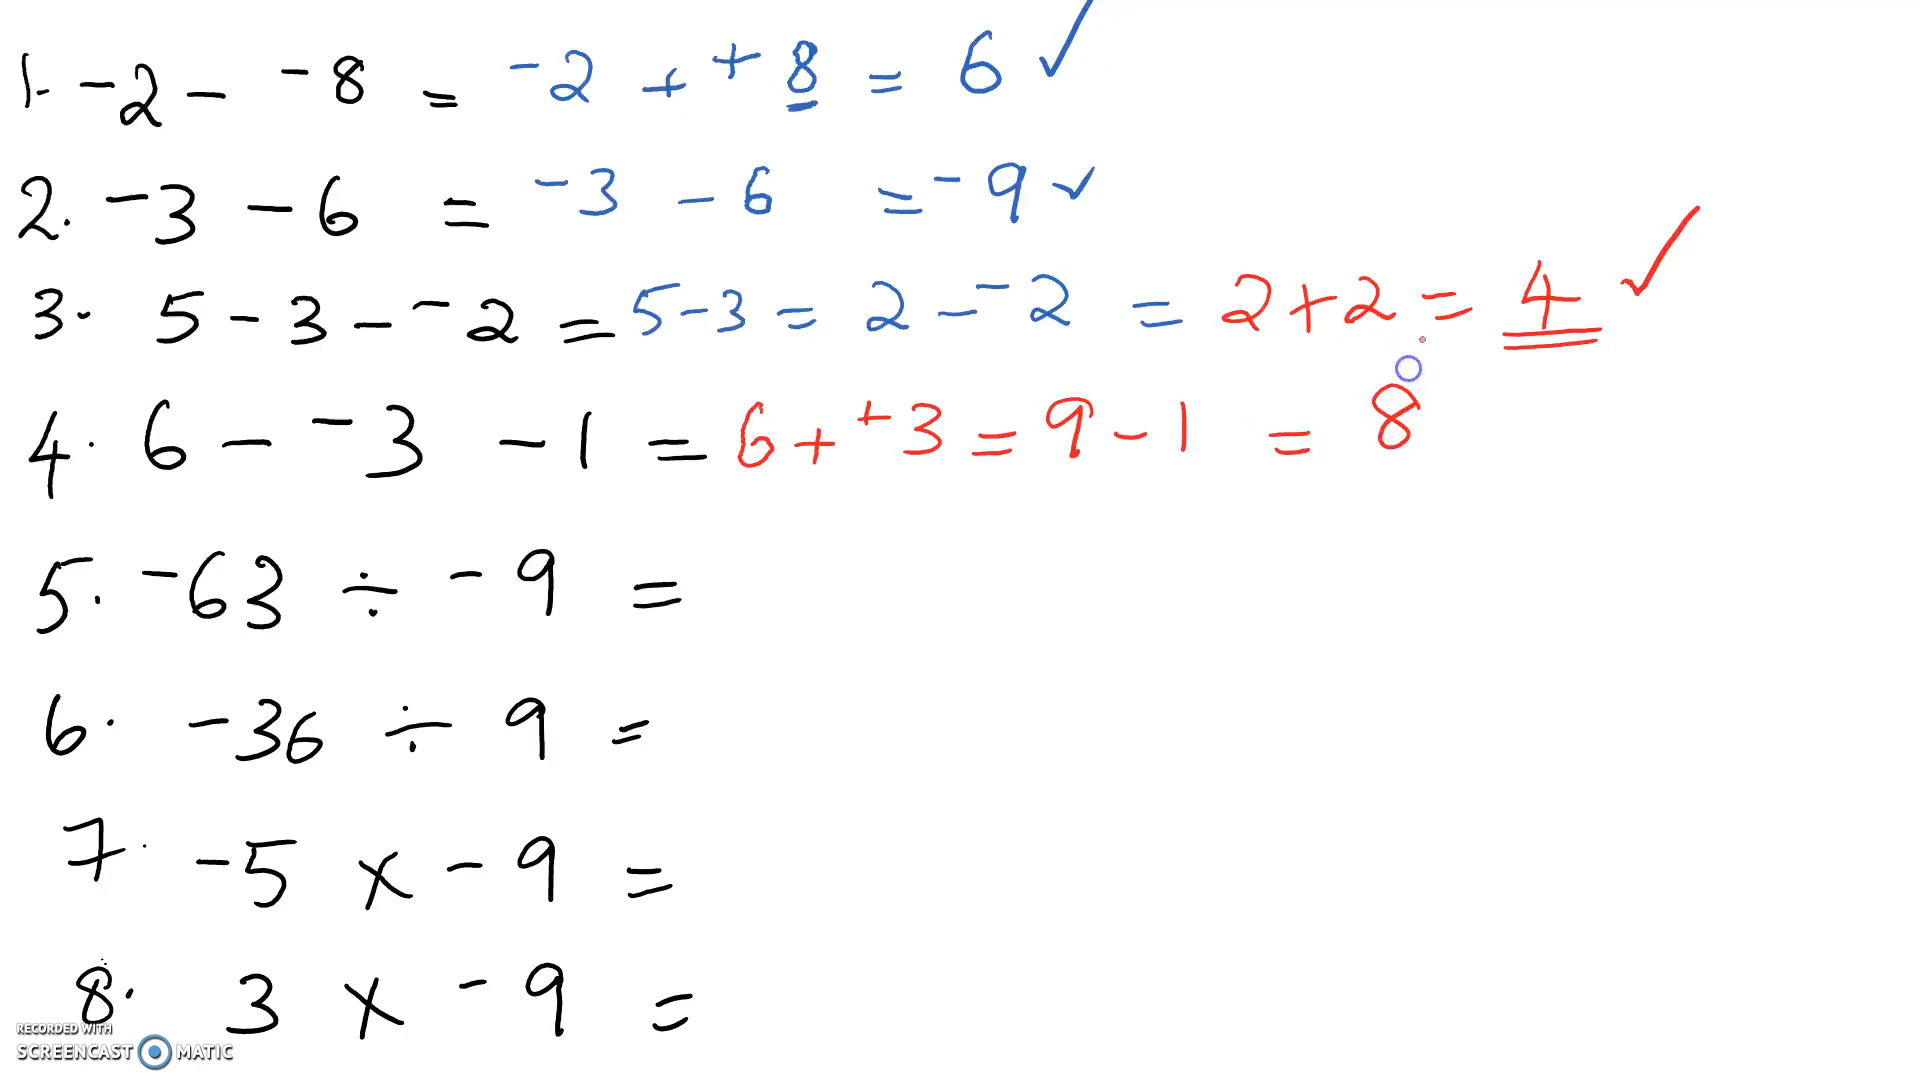 1. -2 - -8 = -2 + +8 = 6 ✓
2. -3 - 6 = -3 - 6 = -9 ✓
3. 5 - 3 - -2 = 5 - 3 = 2 - -2 = 2 + 2 = 4 ✓
4. 6 - -3 - 1 = 6 + +3 = 9 - 1 = 8
5. -63 ÷ -9 =
6. -36 ÷ 9 =
7. -5 × -9 =
8. 3 × -9 =
RECORDED WITH
SCREENCAST MATIC